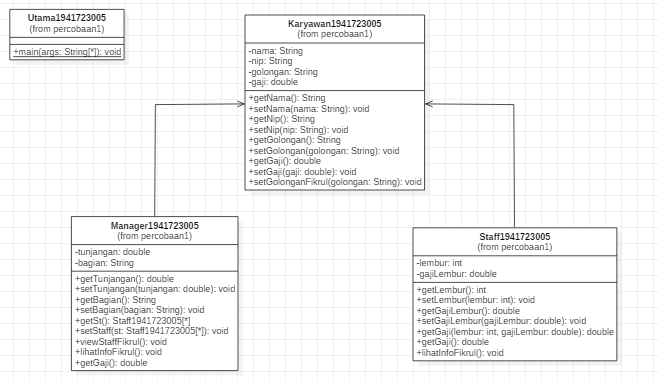 Utama1941723005
(from percobaan1)
+main(args: String[*]): void
Karyawan1941723005
(from percobaan1)
-nama: String
-nip: String
-golongan: String
-gaji: double
+getNama(): String
+setNama(nama: String): void
+getNip(): String
+setNip(nip: String): void
+getGolongan(): String
+setGolongan(golongan: String): void
+getGaji(): double
+setGaji(gaji: double): void
+setGolonganFikrul(golongan: String): void
Manager1941723005
(from percobaan1)
-tunjangan: double
-bagian: String
+getTunjangan(): double
+setTunjangan(tunjangan: double): void
+getBagian(): String
+setBagian(bagian: String): void
+getSt(): Staff1941723005[*]
+setStaff(st: Staff1941723005[*]): void
+viewStaffFikrul(): void
+lihatInfoFikrul(): void
+getGaji(): double
Staff1941723005
(from percobaan1)
-lembur: int
-gajiLembur: double
+getLembur(): int
+setLembur(lembur: int): void
+getGajiLembur(): double
+setGajiLembur(gajiLembur: double): void
+getGaji(lembur: int, gajiLembur: double): double
+getGaji(): double
+lihatInfoFikrul(): void